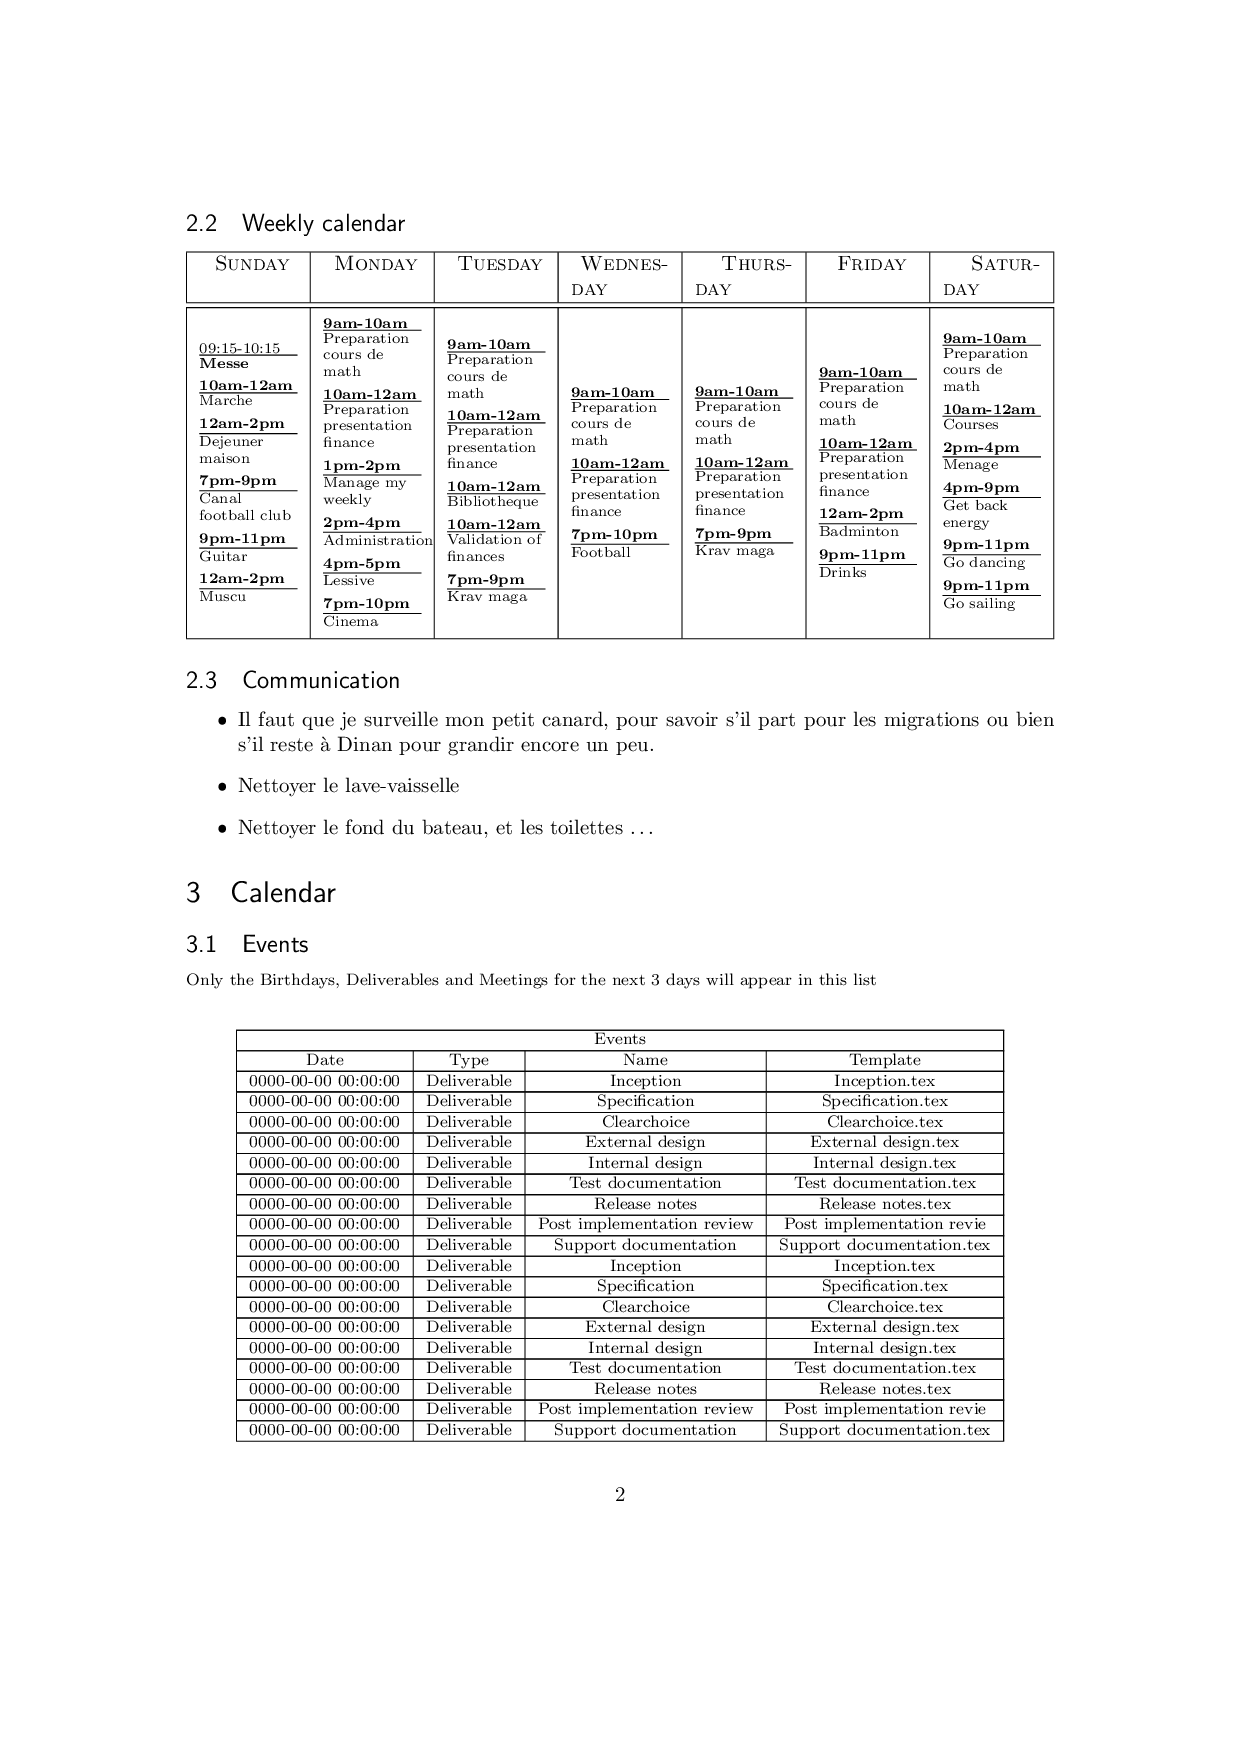 2.2 Weekly calendar
Sunday
Monday
Tuesday
Wednes-
day
Thurs-
day
Friday
Satur-
day
09:15-10:15
Messe
10am-12am
Marche
12am-2pm
Dejeuner
maison
7pm-9pm
Canal
football club
9pm-11pm
Guitar
12am-2pm
Muscu
9am-10am
Preparation
cours de
math
10am-12am
Preparation
presentation
finance
1pm-2pm
Manage my
weekly
2pm-4pm
Administration
4pm-5pm
Lessive
7pm-10pm
Cinema
9am-10am
Preparation
cours de
math
10am-12am
Preparation
presentation
finance
10am-12am
Bibliotheque
10am-12am
Validation of
finances
7pm-9pm
Krav maga
9am-10am
Preparation
cours de
math
10am-12am
Preparation
presentation
finance
7pm-10pm
Football
9am-10am
Preparation
cours de
math
10am-12am
Preparation
presentation
finance
7pm-9pm
Krav maga
9am-10am
Preparation
cours de
math
10am-12am
Preparation
presentation
finance
12am-2pm
Badminton
9pm-11pm
Drinks
9am-10am
Preparation
cours de
math
10am-12am
Courses
2pm-4pm
Menage
4pm-9pm
Get back
energy
9pm-11pm
Go dancing
9pm-11pm
Go sailing
2.3 Communication
• Il faut que je surveille mon petit canard, pour savoir s'il part pour les migrations ou bien
s'il reste à Dinan pour grandir encore un peu.
• Nettoyer le lave-vaisselle
• Nettoyer le fond du bateau, et les toilettes ...
3 Calendar
3.1 Events
Only the Birthdays, Deliverables and Meetings for the next 3 days will appear in this list
Events
Date Type Name Template
0000-00-00 00:00:00 Deliverable Inception Inception.tex
0000-00-00 00:00:00 Deliverable Specification Specification.tex
0000-00-00 00:00:00 Deliverable Clearchoice Clearchoice.tex
0000-00-00 00:00:00 Deliverable External design External design.tex
0000-00-00 00:00:00 Deliverable Internal design Internal design.tex
0000-00-00 00:00:00 Deliverable Test documentation Test documentation.tex
0000-00-00 00:00:00 Deliverable Release notes Release notes.tex
0000-00-00 00:00:00 Deliverable Post implementation review Post implementation revie
0000-00-00 00:00:00 Deliverable Support documentation Support documentation.tex
0000-00-00 00:00:00 Deliverable Inception Inception.tex
0000-00-00 00:00:00 Deliverable Specification Specification.tex
0000-00-00 00:00:00 Deliverable Clearchoice Clearchoice.tex
0000-00-00 00:00:00 Deliverable External design External design.tex
0000-00-00 00:00:00 Deliverable Internal design Internal design.tex
0000-00-00 00:00:00 Deliverable Test documentation Test documentation.tex
0000-00-00 00:00:00 Deliverable Release notes Release notes.tex
0000-00-00 00:00:00 Deliverable Post implementation review Post implementation revie
0000-00-00 00:00:00 Deliverable Support documentation Support documentation.tex
2